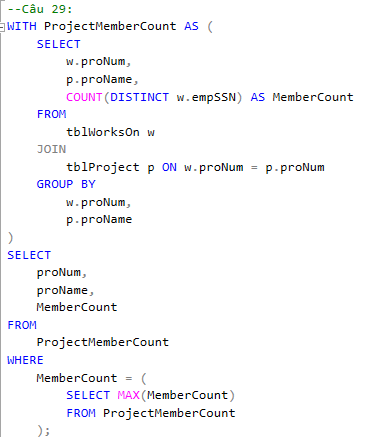 --Câu 29:
WITH ProjectMemberCount AS (
    SELECT
        w.proNum,
        p.proName,
        COUNT(DISTINCT w.empSSN) AS MemberCount
    FROM
        tblWorksOn w
    JOIN
        tblProject p ON w.proNum = p.proNum
    GROUP BY
        w.proNum,
        p.proName
)
SELECT
    proNum,
    proName,
    MemberCount
FROM
    ProjectMemberCount
WHERE
    MemberCount = (
        SELECT MAX(MemberCount)
        FROM ProjectMemberCount
    );